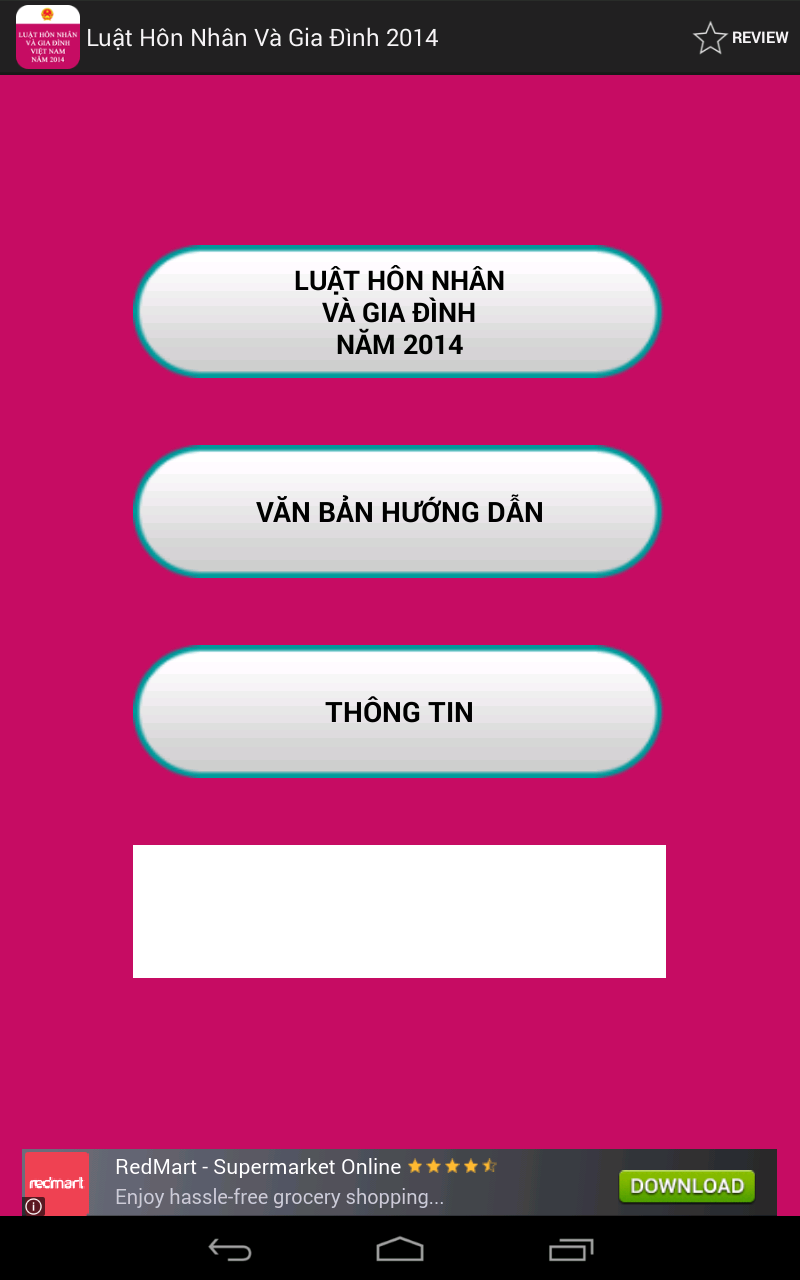 LUẬT HÔN NHÂN
VÀ GIA ĐÌNH
VIỆT NAM
NĂM 2014
Luật Hôn Nhân Và Gia Đình 2014
REVIEW
LUẬT HÔN NHÂN
VÀ GIA ĐÌNH
NĂM 2014
VĂN BẢN HƯỚNG DẪN
THÔNG TIN
redmart
RedMart - Supermarket Online
Enjoy hassle-free grocery shopping...
DOWNLOAD